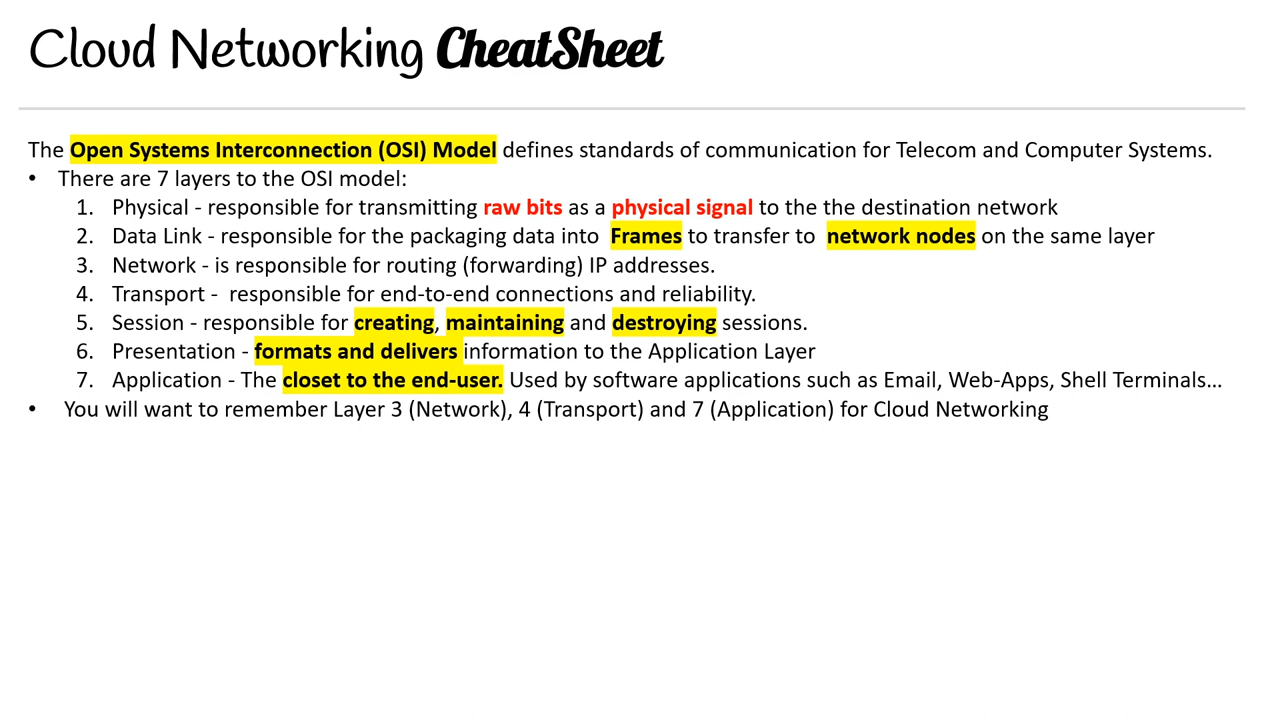 Cloud Networking CheatSheet
The Open Systems Interconnection (OSI) Model defines standards of communication for Telecom and Computer Systems.
• There are 7 layers to the OSI model:
1. Physical - responsible for transmitting raw bits as a physical signal to the the destination network
2. Data Link - responsible for the packaging data into Frames to transfer to network nodes on the same layer
3. Network - is responsible for routing (forwarding) IP addresses.
4. Transport - responsible for end-to-end connections and reliability.
5. Session - responsible for creating, maintaining and destroying sessions.
6. Presentation - formats and delivers information to the Application Layer
7. Application - The closet to the end-user. Used by software applications such as Email, Web-Apps, Shell Terminals...
• You will want to remember Layer 3 (Network), 4 (Transport) and 7 (Application) for Cloud Networking